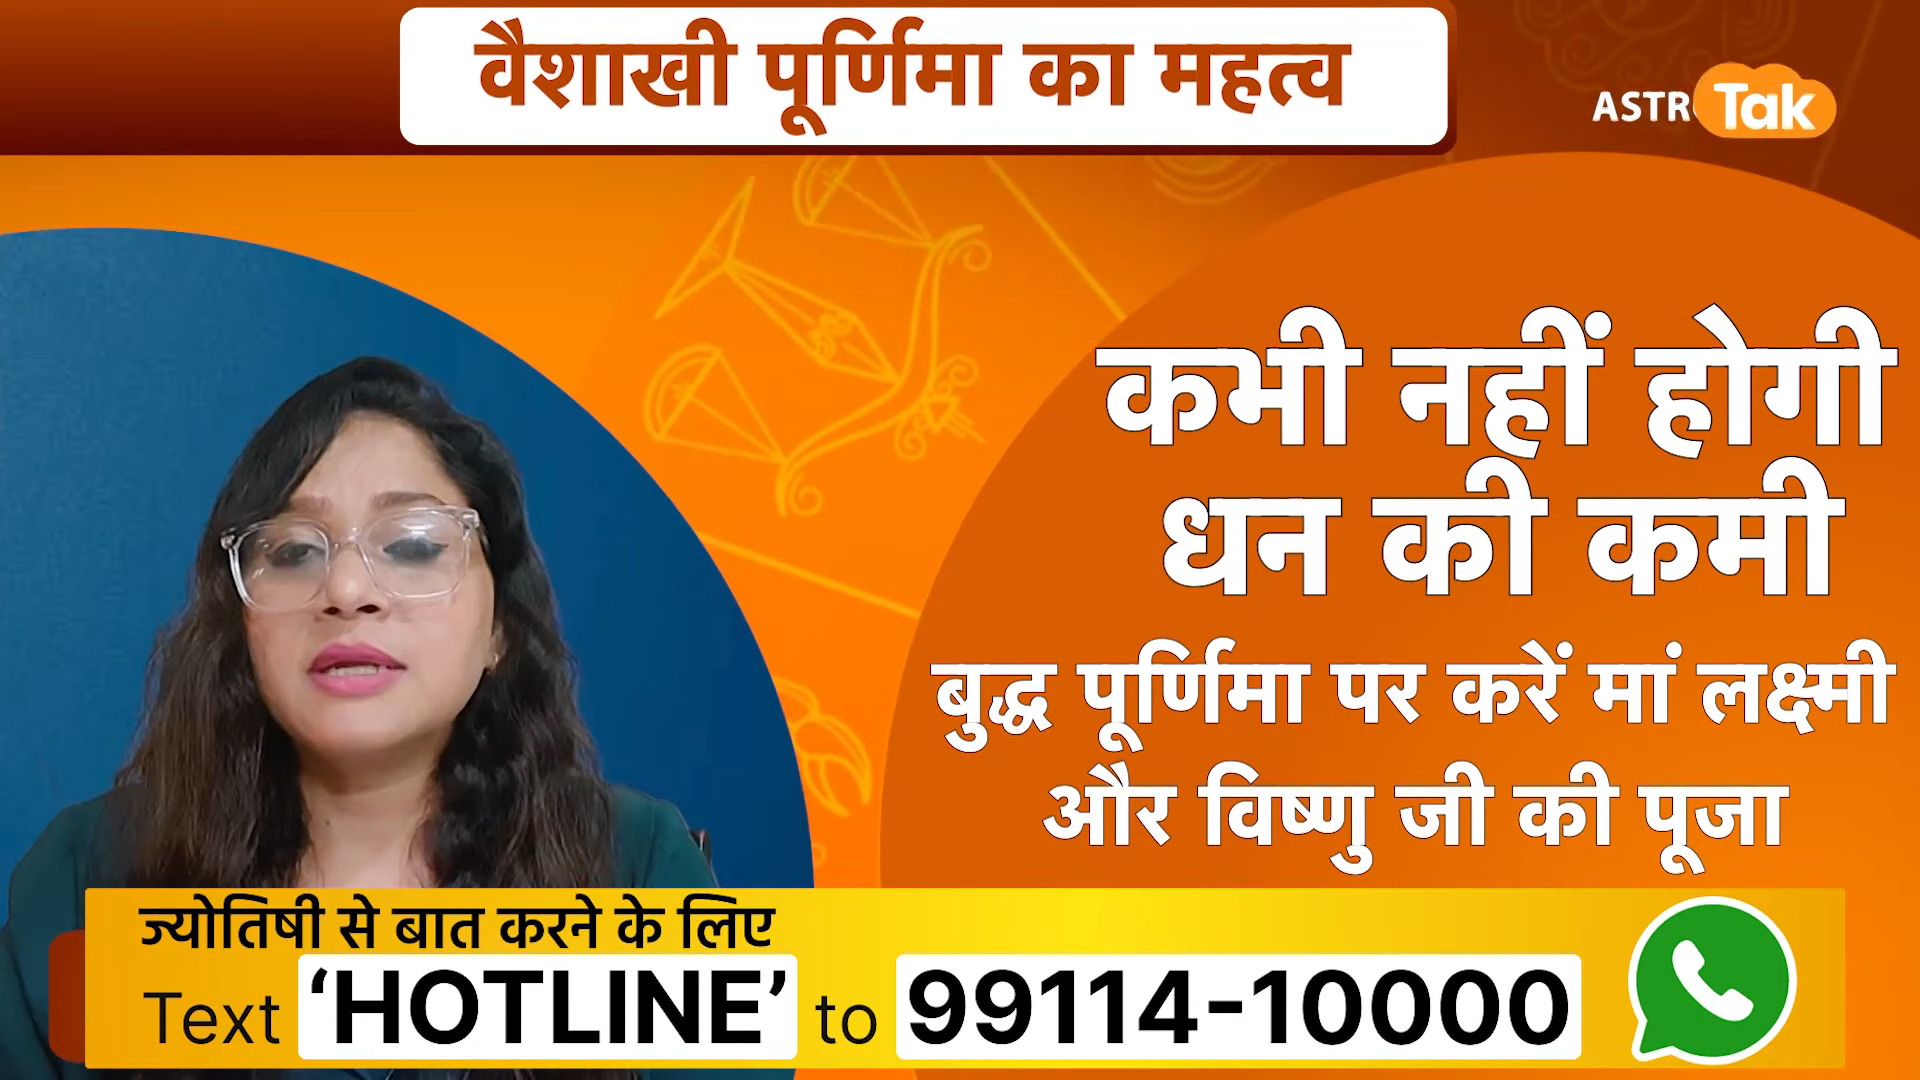 वैशाखी पूर्णिमा का महत्व
ASTRO Tak
कभी नहीं होगी
धन की कमी
बुद्ध पूर्णिमा पर करें मां लक्ष्मी
और विष्णु जी की पूजा
ज्योतिषी से बात करने के लिए
Text ‘HOTLINE’ to 99114-10000